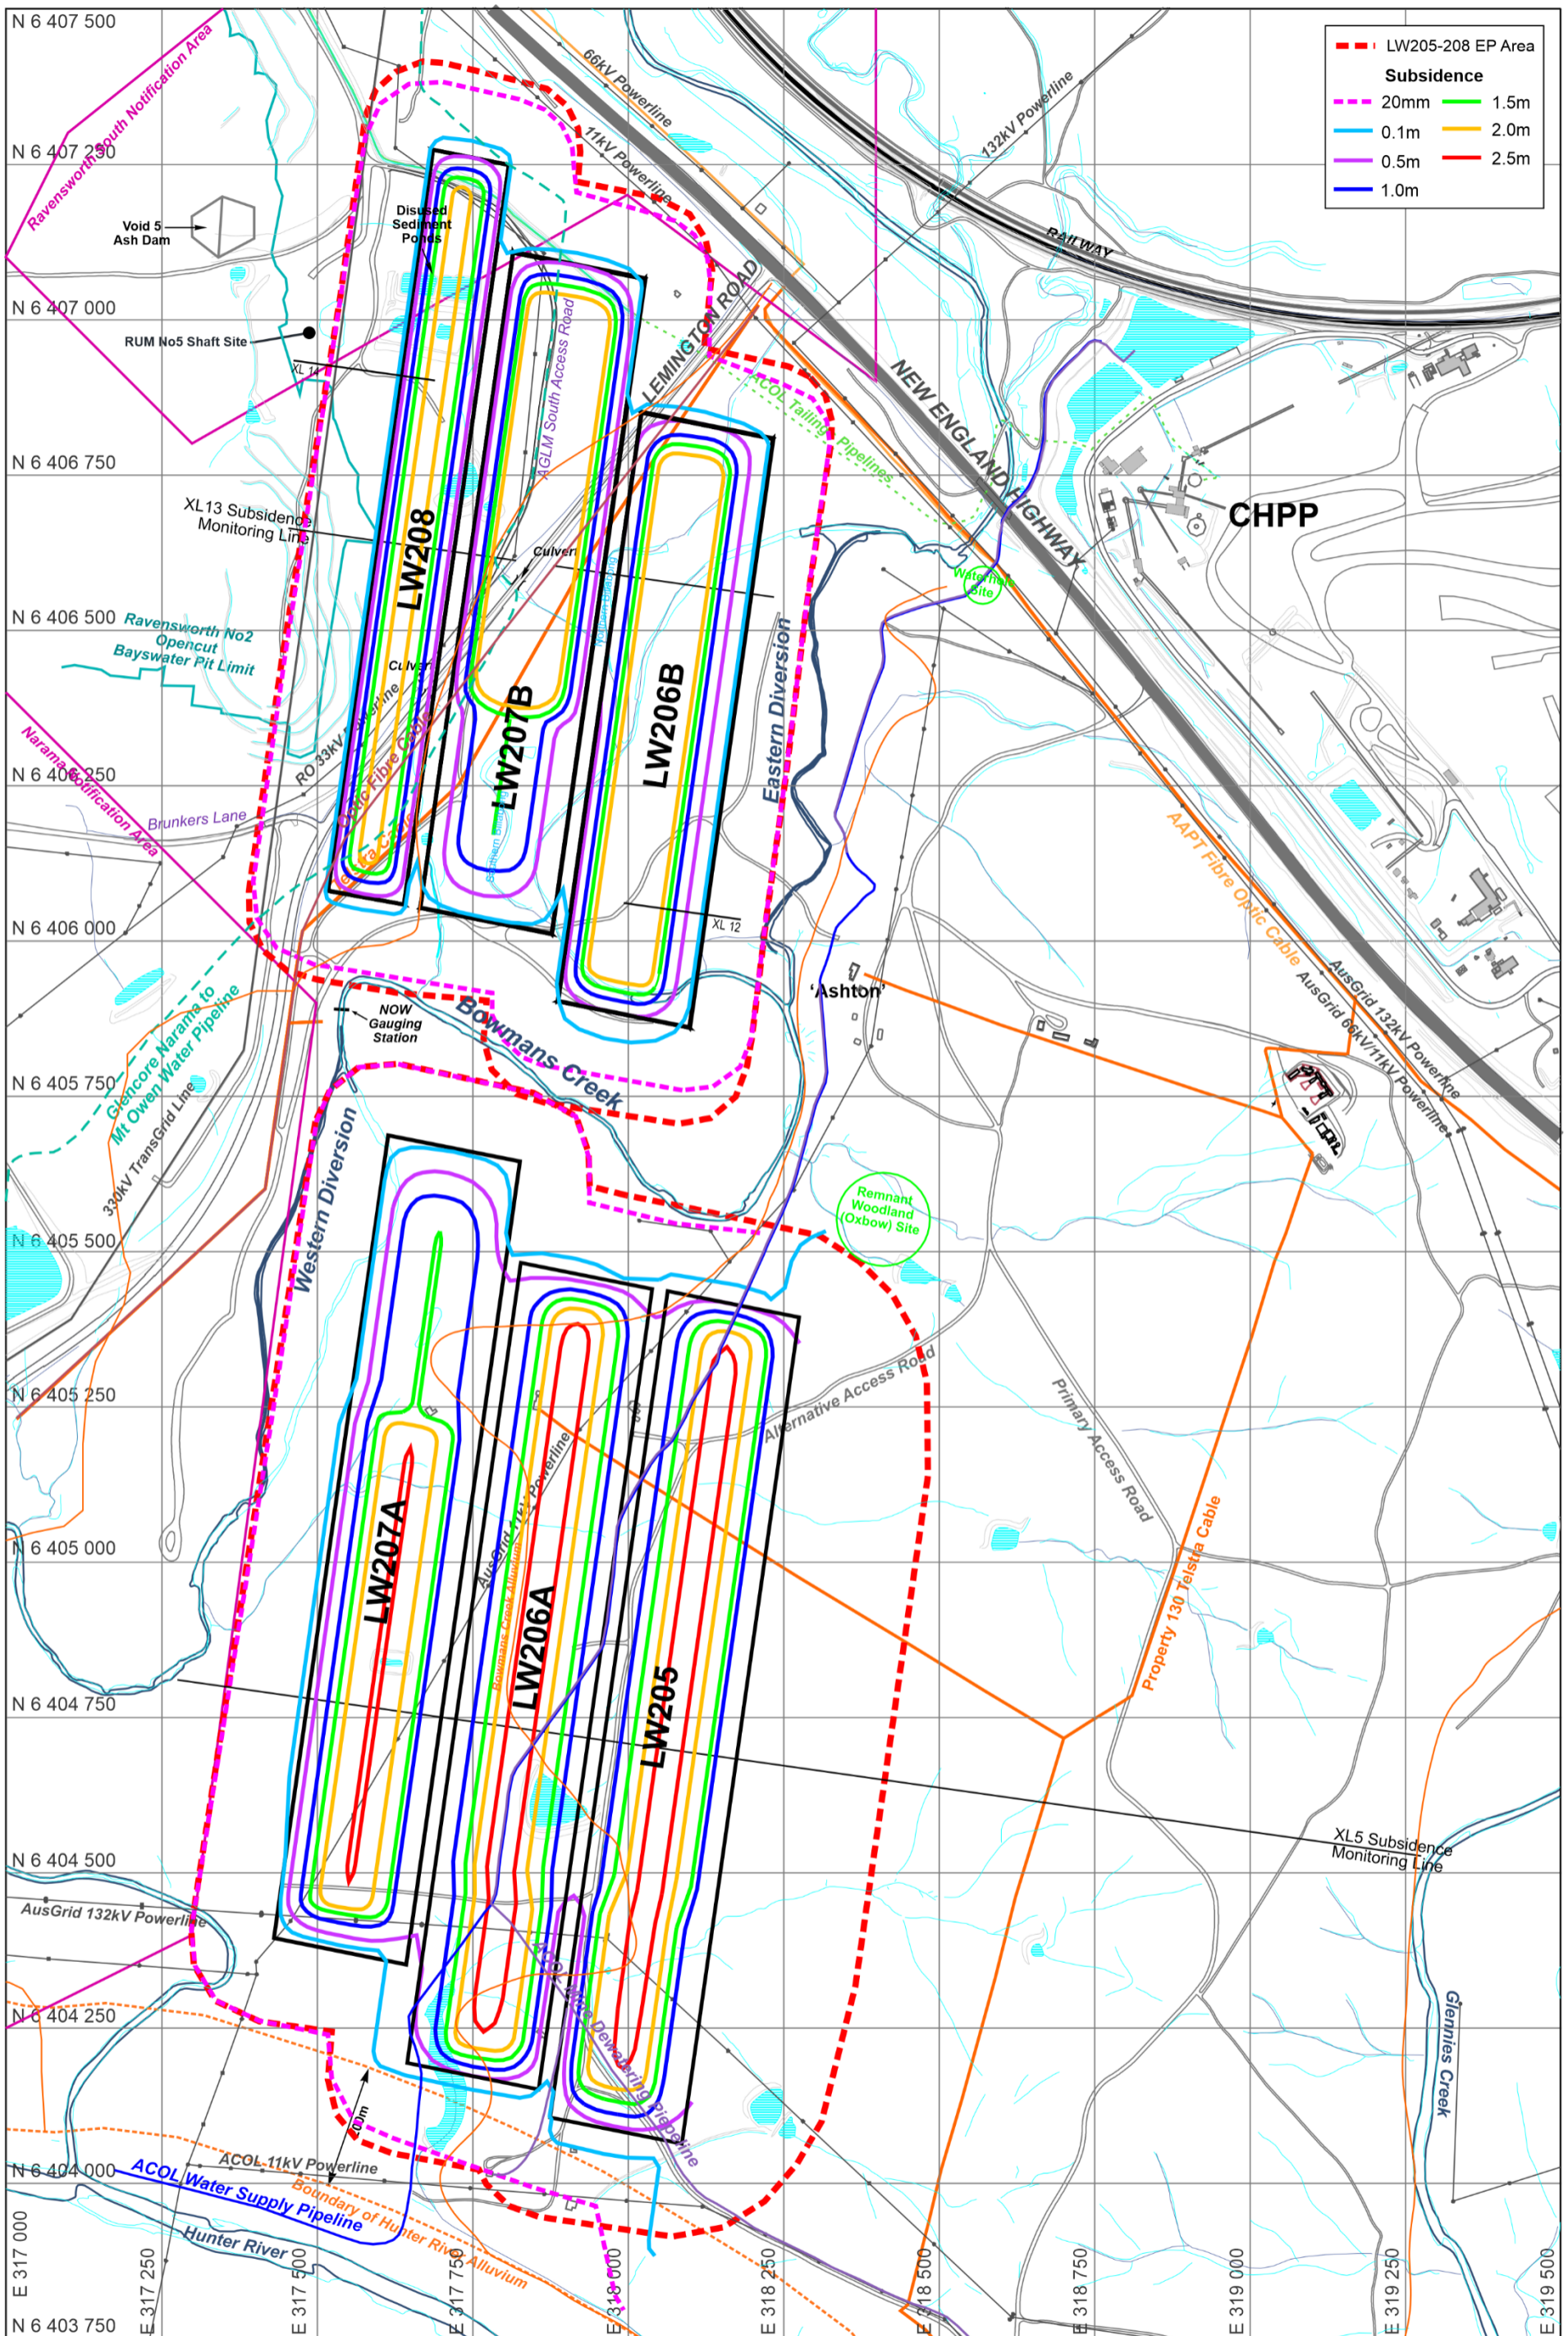 N 6 407 500
N 6 407 250
N 6 407 000
N 6 406 750
N 6 406 500
N 6 406 250
N 6 406 000
N 6 405 750
N 6 405 500
N 6 405 250
N 6 405 000
N 6 404 750
N 6 404 500
N 6 404 250
N 6 404 000
N 6 403 750
E 317 000
E 317 250
E 317 500
E 317 750
E 318 000
E 318 250
E 318 500
E 318 750
E 319 000
E 319 250
E 319 500
LW205-208 EP Area
Subsidence
20mm
0.1m
0.5m
1.0m
1.5m
2.0m
2.5m
Ravensworth South Notification Area
66kV Powerline
11kV Powerline
132kV Powerline
RAilWAY
Void 5
Ash Dam
Disused
Sediment
Ponds
RUM No5 Shaft Site
XL 14
AGLM South Access Road
LEMINGTON ROAD
ACOL Tailings Pipelines
NEW ENGLAND HIGHWAY
CHPP
XL13 Subsidence
Monitoring Line
LW208
Culvert
Waterhole
Site
Ravensworth No2
Opencut
Bayswater Pit Limit
Culvert
LW207B
LW206B
Eastern Diversion
RO 33kV Powerline
Optic Fibre Cable
Telstra Cable
Narama Notification Area
Brunkers Lane
XL 12
AAPT Fibre Optic Cable
AusGrid 132kV Powerline
AusGrid 66kV/11kV Powerline
'Ashton'
NOW
Gauging
Station
Bowmans Creek
Glencore Narama to
Mt Owen Water Pipeline
330kV TransGrid Line
Western Diversion
Remnant
Woodland
(Oxbow) Site
Alternative Access Road
Primary Access Road
AusGrid 11kV Powerline
Bowmans Creek Alluvium
LW207A
LW206A
LW205
Property 130 Telstra Cable
XL5 Subsidence
Monitoring Line
AusGrid 132kV Powerline
ACOL Mine Dewatering Pipeline
Glennies Creek
200m
ACOL 11kV Powerline
ACOL Water Supply Pipeline
Boundary of Hunter River Alluvium
Hunter River